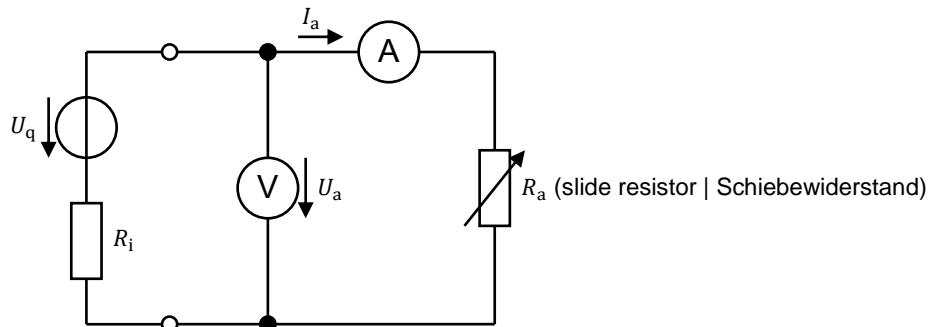 I_a
A
U_q
V
U_a
R_a (slide resistor | Schiebewiderstand)
R_i